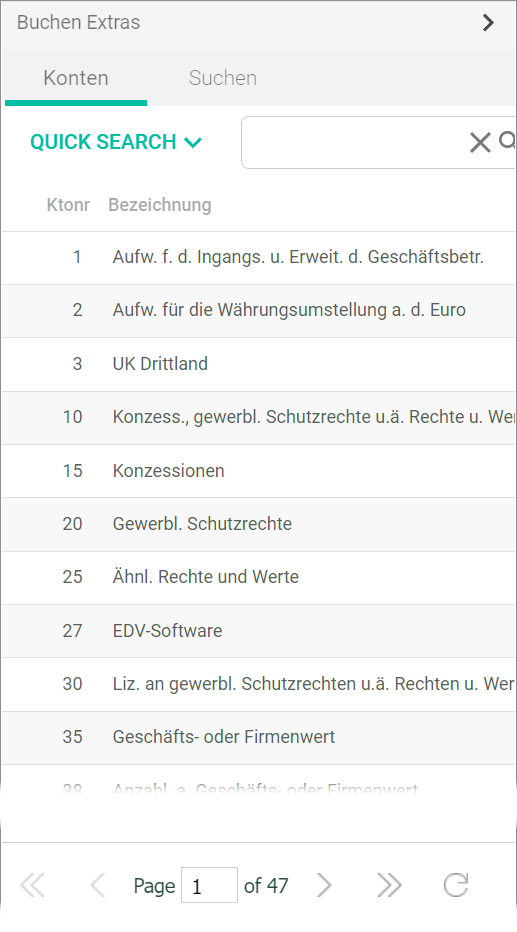 Buchen Extras
Konten Suchen
QUICK SEARCH
Ktonr Bezeichnung
1 Aufw. f. d. Ingangs. u. Erweit. d. Geschäftsbetr.
2 Aufw. für die Währungsumstellung a. d. Euro
3 UK Drittland
10 Konzess., gewerbl. Schutzrechte u.ä. Rechte u. Wer
15 Konzessionen
20 Gewerbl. Schutzrechte
25 Ähnl. Rechte und Werte
27 EDV-Software
30 Liz. an gewerbl. Schutzrechten u.ä. Rechten u. Wer
35 Geschäfts- oder Firmenwert
38 Anzahl. a. Geschäfts- oder Firmenwert
Page 1 of 47